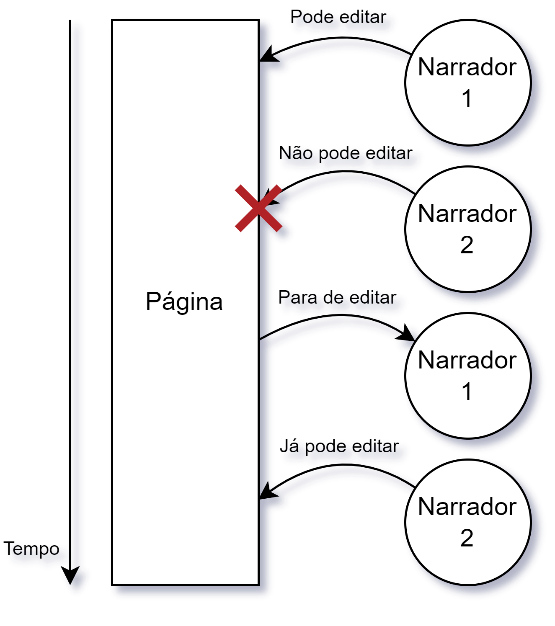 Pode editar
Narrador
1
Não pode editar
Narrador
2
Página
Para de editar
Narrador
1
Já pode editar
Narrador
2
Tempo